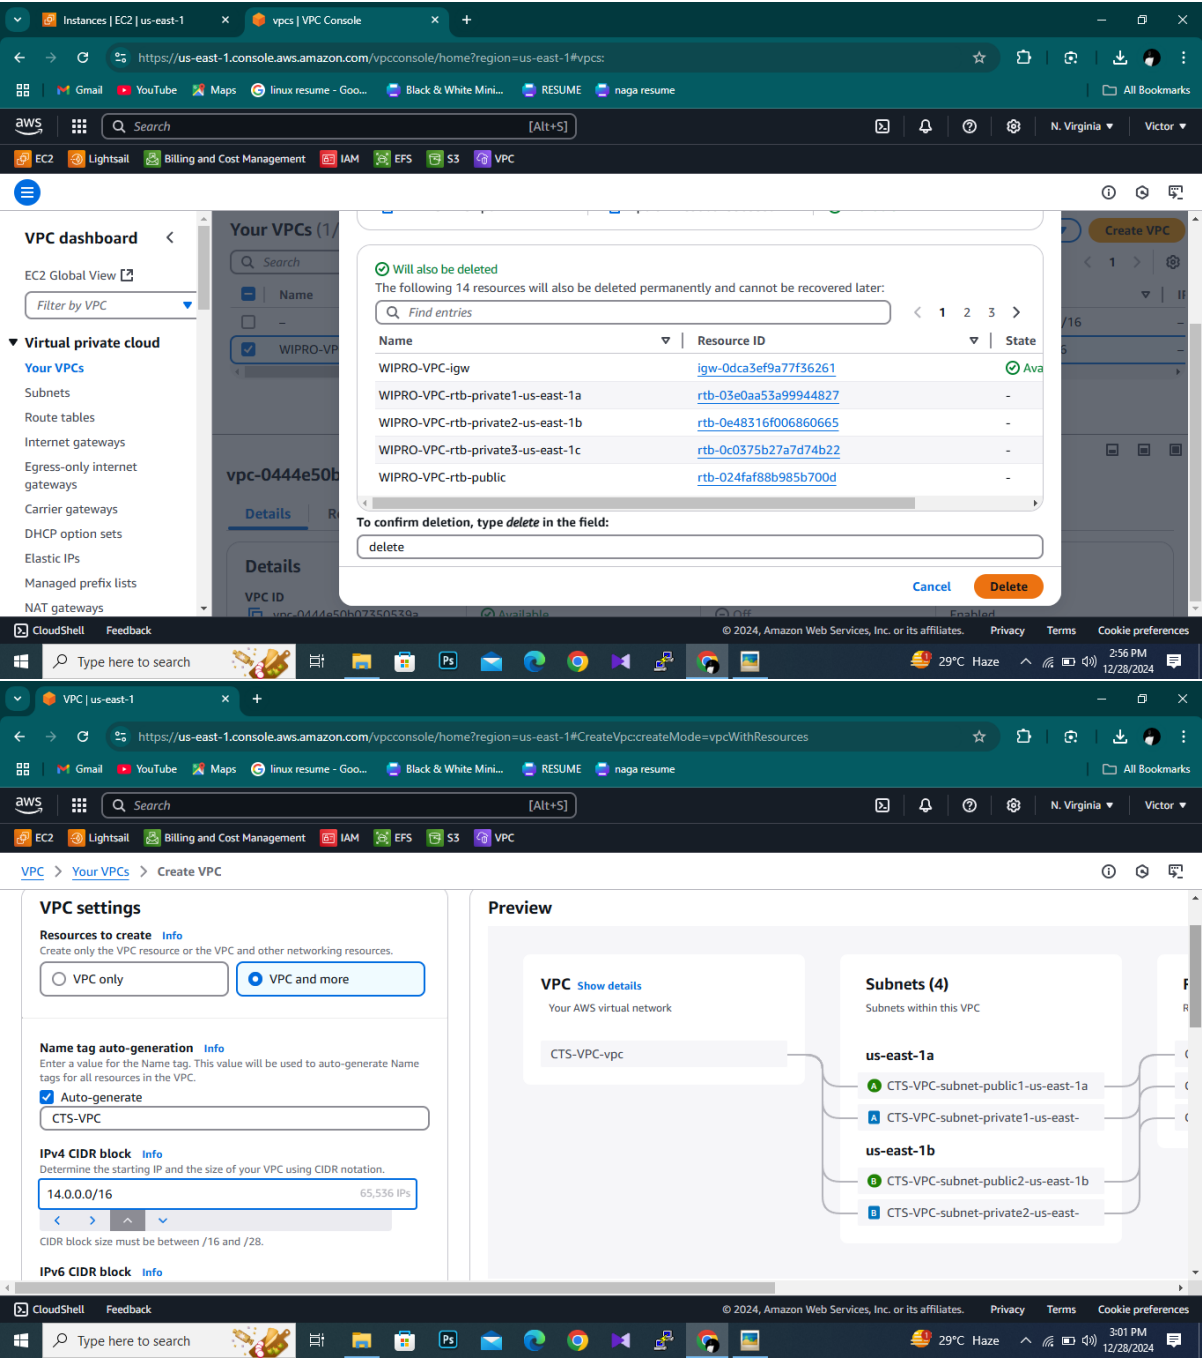 Instances | EC2 | us-east-1
vpcs | VPC Console
https://us-east-1.console.aws.amazon.com/vpcconsole/home?region=us-east-1#vpcs:
Gmail YouTube Maps linux resume - Goo... Black & White Mini... RESUME naga resume All Bookmarks
aws Search [Alt+S] N. Virginia Victor
EC2 Lightsail Billing and Cost Management IAM EFS S3 VPC
VPC dashboard
EC2 Global View
Filter by VPC
Virtual private cloud
Your VPCs
Subnets
Route tables
Internet gateways
Egress-only internet
gateways
Carrier gateways
DHCP option sets
Elastic IPs
Managed prefix lists
NAT gateways
Your VPCs (1/
Create VPC
Search
1
Name
–
/16
WIPRO-VP
vpc-0444e50b
Details
Details
VPC ID
vpc-0444e50b07350539a
Available
Off
Enabled
Will also be deleted
The following 14 resources will also be deleted permanently and cannot be recovered later:
Find entries
1 2 3
Name Resource ID State
WIPRO-VPC-igw igw-0dca3ef9a77f36261 Ava
WIPRO-VPC-rtb-private1-us-east-1a rtb-03e0aa53a99944827 -
WIPRO-VPC-rtb-private2-us-east-1b rtb-0e48316f006860665 -
WIPRO-VPC-rtb-private3-us-east-1c rtb-0c0375b27a7d74b22 -
WIPRO-VPC-rtb-public rtb-024faf88b985b700d -
To confirm deletion, type delete in the field:
delete
Cancel Delete
CloudShell Feedback © 2024, Amazon Web Services, Inc. or its affiliates. Privacy Terms Cookie preferences
Type here to search Ps 29°C Haze 2:56 PM
12/28/2024
VPC | us-east-1
https://us-east-1.console.aws.amazon.com/vpcconsole/home?region=us-east-1#CreateVpc:createMode=vpcWithResources
Gmail YouTube Maps linux resume - Goo... Black & White Mini... RESUME naga resume All Bookmarks
aws Search [Alt+S] N. Virginia Victor
EC2 Lightsail Billing and Cost Management IAM EFS S3 VPC
VPC Your VPCs Create VPC
VPC settings
Resources to create Info
Create only the VPC resource or the VPC and other networking resources.
VPC only
VPC and more
Name tag auto-generation Info
Enter a value for the Name tag. This value will be used to auto-generate Name
tags for all resources in the VPC.
Auto-generate
CTS-VPC
IPv4 CIDR block Info
Determine the starting IP and the size of your VPC using CIDR notation.
14.0.0.0/16 65,536 IPs
CIDR block size must be between /16 and /28.
IPv6 CIDR block Info
Preview
VPC Show details
Your AWS virtual network
CTS-VPC-vpc
Subnets (4)
Subnets within this VPC
us-east-1a
A CTS-VPC-subnet-public1-us-east-1a
A CTS-VPC-subnet-private1-us-east-
us-east-1b
B CTS-VPC-subnet-public2-us-east-1b
B CTS-VPC-subnet-private2-us-east-
CloudShell Feedback © 2024, Amazon Web Services, Inc. or its affiliates. Privacy Terms Cookie preferences
Type here to search Ps 29°C Haze 3:01 PM
12/28/2024